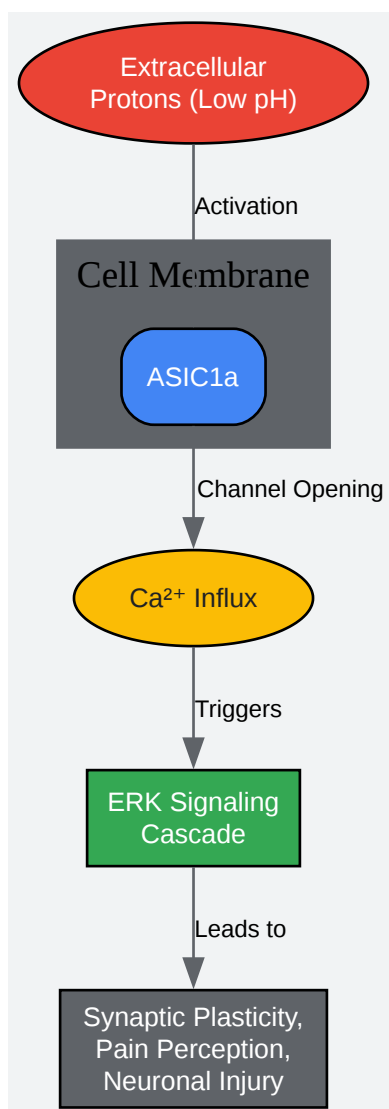 Extracellular
Protons (Low pH)
Activation
Cell Membrane
ASIC1a
Channel Opening
Ca²⁺ Influx
Triggers
ERK Signaling
Cascade
Leads to
Synaptic Plasticity,
Pain Perception,
Neuronal Injury